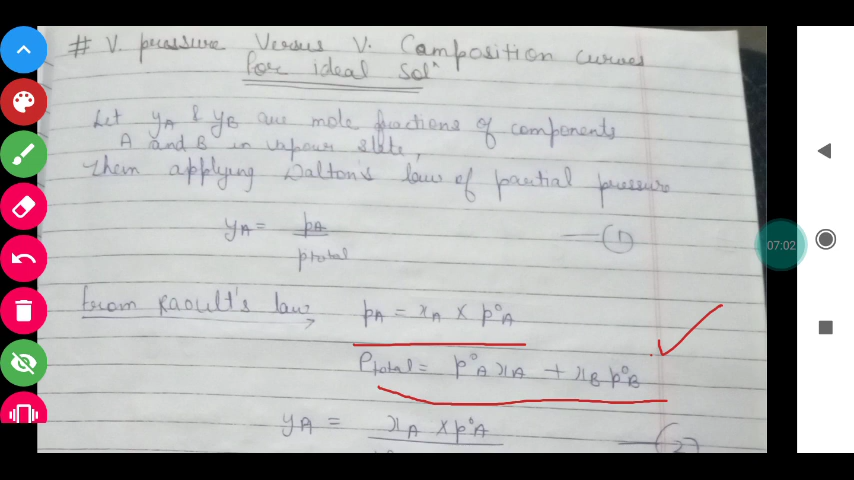 # V. pressure Versus V. Composition curves
for ideal Solⁿ
Let yA & yB are mole fractions of components
A and B in vapour state,
then applying Dalton's law of partial pressure
yA = pA / ptotal —(1)
from Raoult's law, pA = xA × p°A
Ptotal = p°A xA + xB p°B
yA = xA × p°A —(2)
07:02